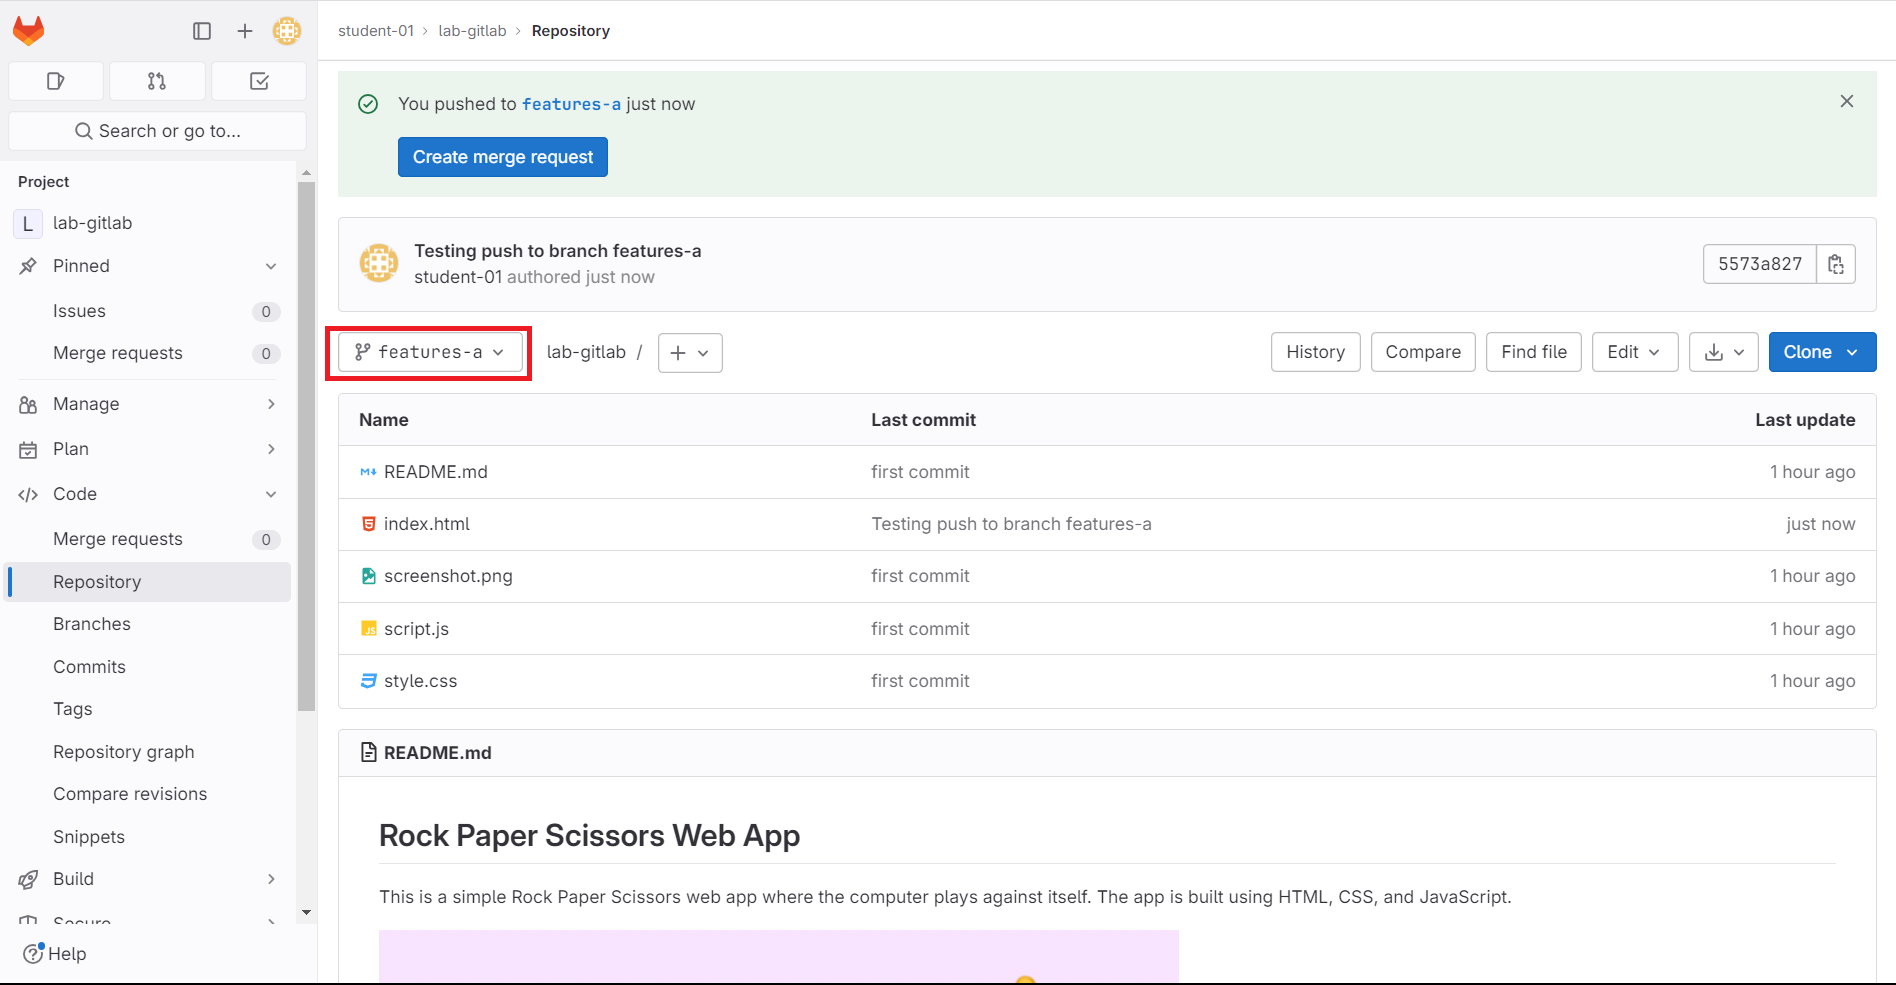 student-01 › lab-gitlab › Repository
Search or go to...
Project
L lab-gitlab
Pinned
Issues 0
Merge requests 0
Manage
Plan
Code
Merge requests 0
Repository
Branches
Commits
Tags
Repository graph
Compare revisions
Snippets
Build
Secure
Help
You pushed to features-a just now
Create merge request
Testing push to branch features-a
student-01 authored just now
5573a827
features-a lab-gitlab / +
History Compare Find file Edit Clone
Name Last commit Last update
README.md first commit 1 hour ago
index.html Testing push to branch features-a just now
screenshot.png first commit 1 hour ago
script.js first commit 1 hour ago
style.css first commit 1 hour ago
README.md
Rock Paper Scissors Web App
This is a simple Rock Paper Scissors web app where the computer plays against itself. The app is built using HTML, CSS, and JavaScript.